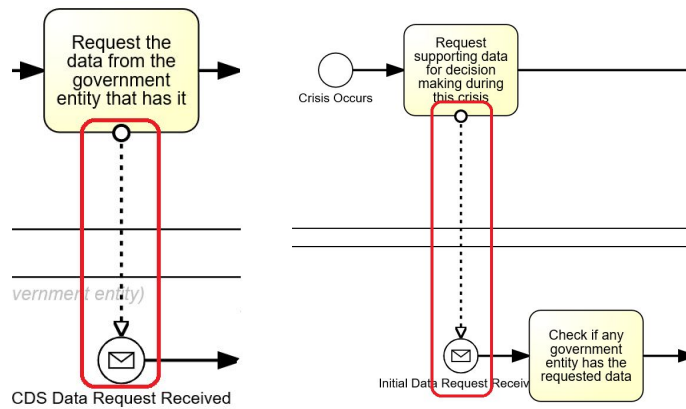 Request the
data from the
government
entity that has it
vernment entity)
CDS Data Request Received
Crisis Occurs
Request
supporting data
for decision
making during
this crisis
Initial Data Request Receiv
Check if any
government
entity has the
requested data